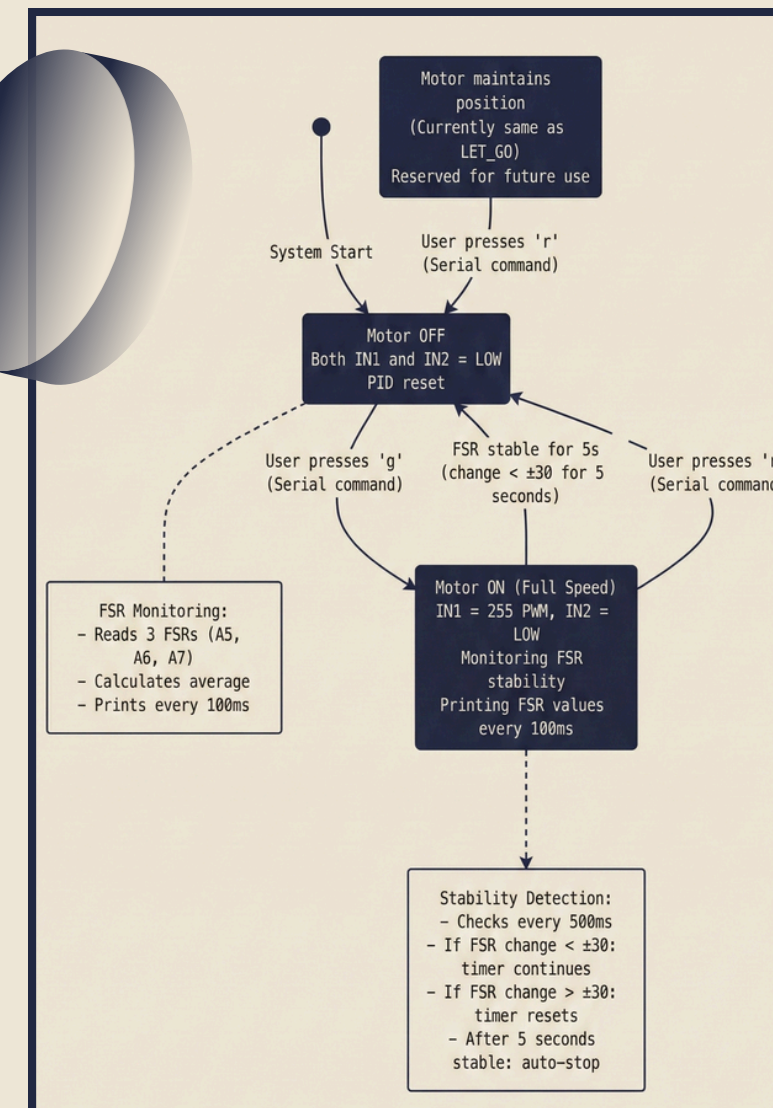 Motor maintains
position
(Currently same as
LET_GO)
Reserved for future use
System Start
User presses 'r'
(Serial command)
Motor OFF
Both IN1 and IN2 = LOW
PID reset
User presses 'g'
(Serial command)
FSR stable for 5s
(change < ±30 for 5
seconds)
User presses
(Serial
FSR Monitoring:
– Reads 3 FSRs (A5,
A6, A7)
– Calculates average
– Prints every 100ms
Motor ON (Full Speed)
IN1 = 255 PWM, IN2 =
LOW
Monitoring FSR
stability
Printing FSR values
every 100ms
Stability Detection:
– Checks every 500ms
– If FSR change < ±30:
timer continues
– If FSR change > ±30:
timer resets
– After 5 seconds
stable: auto–stop